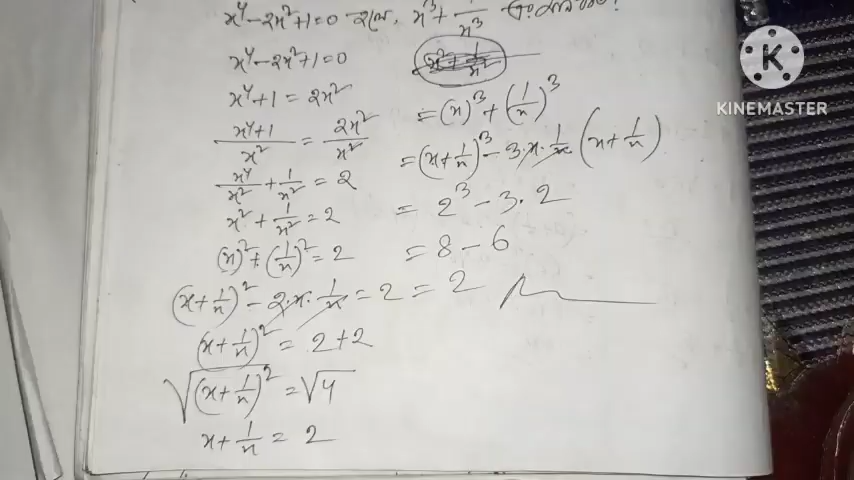 x⁴-2x²+1=0 হলে, x³+1/x³ এর মান কত?
x⁴-2x²+1=0
x⁴+1=2x²
x⁴+1/x² = 2x²/x²
x⁴/x² + 1/x² = 2
x²+1/x²=2
(x)²+(1/x)²=2
(x+1/x)²-2·x·1/x=2
(x+1/x)²=2+2
√(x+1/x)²=√4
x+1/x=2
x²+1/x²
=(x)³+(1/x)³
=(x+1/x)³-3·x·1/x(x+1/x)
=2³-3·2
=8-6
=2
KINEMASTER